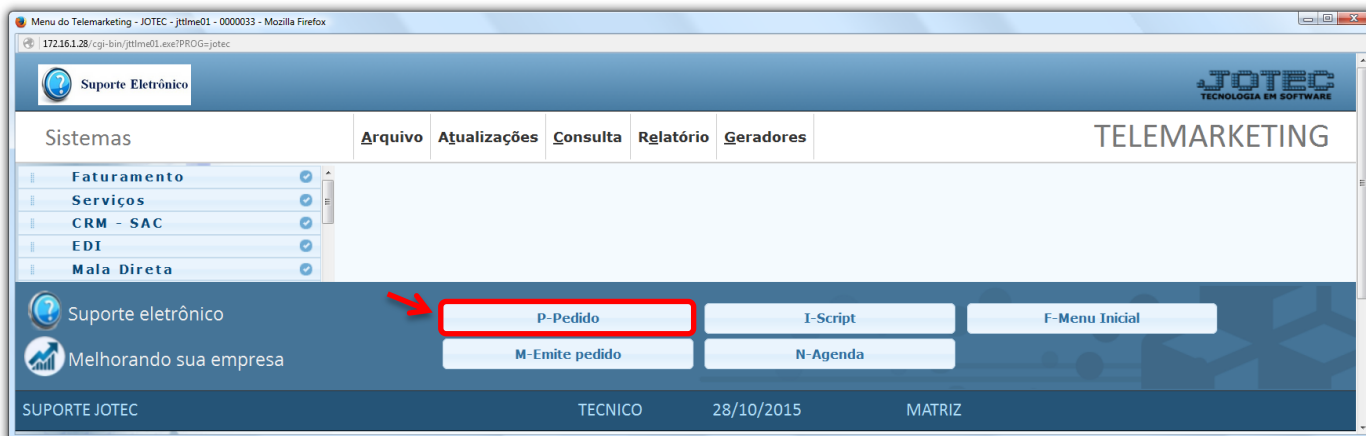 Menu do Telemarketing - JOTEC - jttlme01 - 0000033 - Mozilla Firefox
172.16.1.28/cgi-bin/jttlme01.exe?PROG=jotec
Suporte Eletrônico
JOTEC
TECNOLOGIA EM SOFTWARE
Sistemas Arquivo Atualizações Consulta Relatório Geradores TELEMARKETING
Faturamento
Serviços
CRM - SAC
EDI
Mala Direta
Suporte eletrônico
P-Pedido I-Script F-Menu Inicial
Melhorando sua empresa
M-Emite pedido N-Agenda
SUPORTE JOTEC TECNICO 28/10/2015 MATRIZ